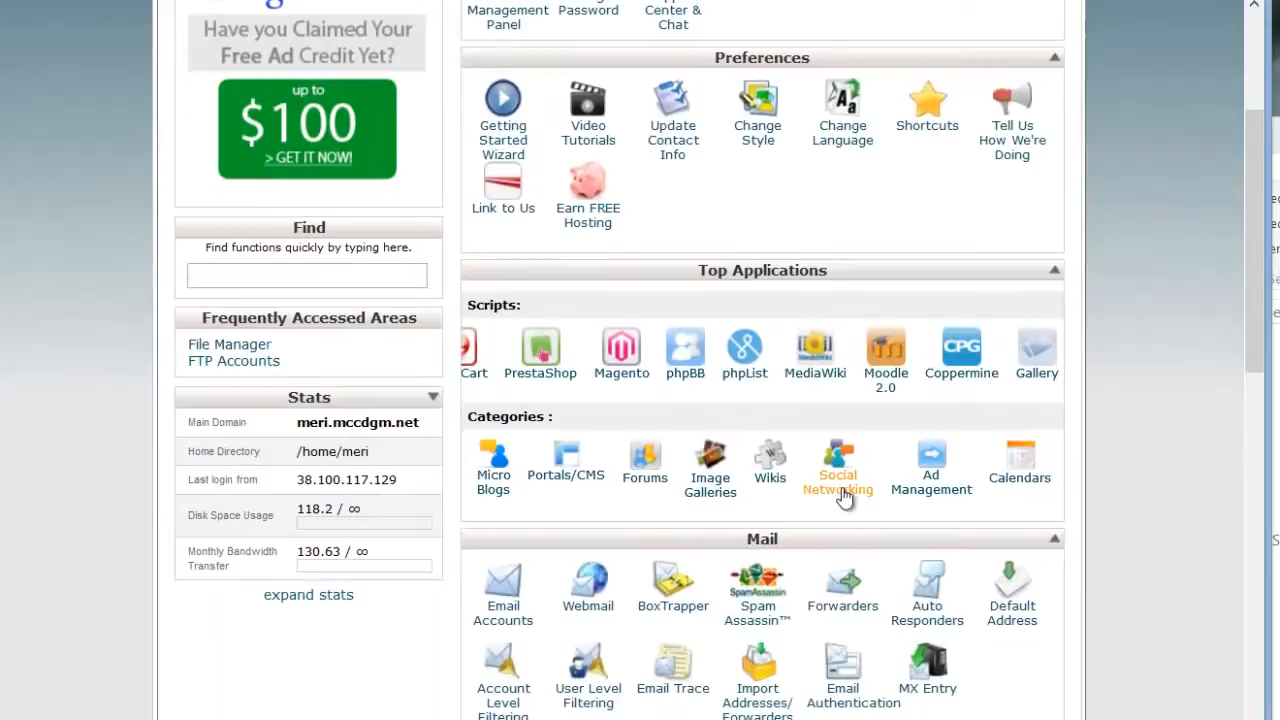 Have you Claimed Your
Free Ad Credit Yet?
up to
$100
> GET IT NOW!
Find
Find functions quickly by typing here.
Frequently Accessed Areas
File Manager
FTP Accounts
Stats
Main Domain meri.mccdgm.net
Home Directory /home/meri
Last login from 38.100.117.129
Disk Space Usage 118.2 / ∞
Monthly Bandwidth
Transfer
130.63 / ∞
expand stats
Management
Panel
Password
Center &
Chat
Preferences
Getting
Started
Wizard
Video
Tutorials
Update
Contact
Info
Change
Style
Change
Language
Shortcuts
Tell Us
How We're
Doing
Link to Us
Earn FREE
Hosting
Top Applications
Scripts:
Cart
PrestaShop
Magento
phpBB
phpList
MediaWiki
Moodle
2.0
CPG
Coppermine
Gallery
Categories :
Micro
Blogs
Portals/CMS
Forums
Image
Galleries
Wikis
Social
Networking
Ad
Management
Calendars
Mail
Email
Accounts
Webmail
BoxTrapper
SpamAssassin
Spam
Assassin™
Forwarders
Auto
Responders
Default
Address
Account
Level
Filtering
User Level
Filtering
Email Trace
Import
Addresses/
Forwarders
Email
Authentication
MX Entry